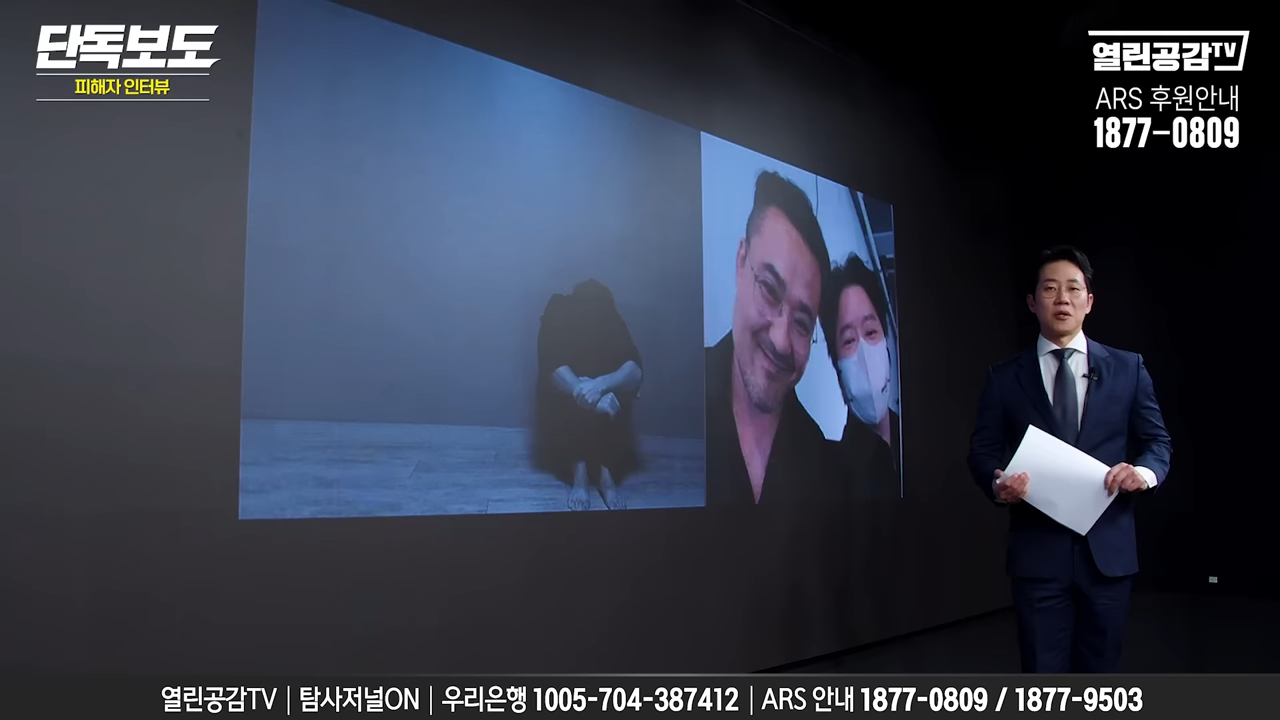 단독보도
피해자 인터뷰
열린공감TV
ARS 후원안내
1877-0809
열린공감TV | 탐사저널ON | 우리은행 1005-704-387412 | ARS 안내 1877-0809 / 1877-9503